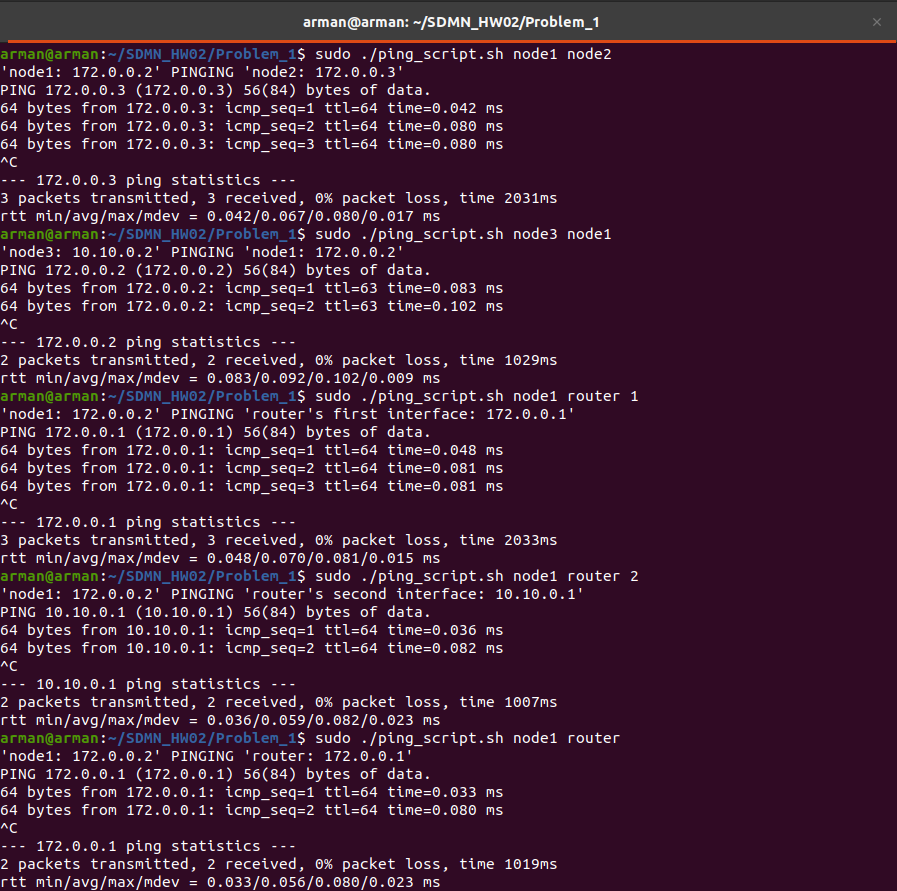 arman@arman: ~/SDMN_HW02/Problem_1
arman@arman:~/SDMN_HW02/Problem_1$ sudo ./ping_script.sh node1 node2
'node1: 172.0.0.2' PINGING 'node2: 172.0.0.3'
PING 172.0.0.3 (172.0.0.3) 56(84) bytes of data.
64 bytes from 172.0.0.3: icmp_seq=1 ttl=64 time=0.042 ms
64 bytes from 172.0.0.3: icmp_seq=2 ttl=64 time=0.080 ms
64 bytes from 172.0.0.3: icmp_seq=3 ttl=64 time=0.080 ms
^C
--- 172.0.0.3 ping statistics ---
3 packets transmitted, 3 received, 0% packet loss, time 2031ms
rtt min/avg/max/mdev = 0.042/0.067/0.080/0.017 ms
arman@arman:~/SDMN_HW02/Problem_1$ sudo ./ping_script.sh node3 node1
'node3: 10.10.0.2' PINGING 'node1: 172.0.0.2'
PING 172.0.0.2 (172.0.0.2) 56(84) bytes of data.
64 bytes from 172.0.0.2: icmp_seq=1 ttl=63 time=0.083 ms
64 bytes from 172.0.0.2: icmp_seq=2 ttl=63 time=0.102 ms
^C
--- 172.0.0.2 ping statistics ---
2 packets transmitted, 2 received, 0% packet loss, time 1029ms
rtt min/avg/max/mdev = 0.083/0.092/0.102/0.009 ms
arman@arman:~/SDMN_HW02/Problem_1$ sudo ./ping_script.sh node1 router 1
'node1: 172.0.0.2' PINGING 'router's first interface: 172.0.0.1'
PING 172.0.0.1 (172.0.0.1) 56(84) bytes of data.
64 bytes from 172.0.0.1: icmp_seq=1 ttl=64 time=0.048 ms
64 bytes from 172.0.0.1: icmp_seq=2 ttl=64 time=0.081 ms
64 bytes from 172.0.0.1: icmp_seq=3 ttl=64 time=0.081 ms
^C
--- 172.0.0.1 ping statistics ---
3 packets transmitted, 3 received, 0% packet loss, time 2033ms
rtt min/avg/max/mdev = 0.048/0.070/0.081/0.015 ms
arman@arman:~/SDMN_HW02/Problem_1$ sudo ./ping_script.sh node1 router 2
'node1: 172.0.0.2' PINGING 'router's second interface: 10.10.0.1'
PING 10.10.0.1 (10.10.0.1) 56(84) bytes of data.
64 bytes from 10.10.0.1: icmp_seq=1 ttl=64 time=0.036 ms
64 bytes from 10.10.0.1: icmp_seq=2 ttl=64 time=0.082 ms
^C
--- 10.10.0.1 ping statistics ---
2 packets transmitted, 2 received, 0% packet loss, time 1007ms
rtt min/avg/max/mdev = 0.036/0.059/0.082/0.023 ms
arman@arman:~/SDMN_HW02/Problem_1$ sudo ./ping_script.sh node1 router
'node1: 172.0.0.2' PINGING 'router: 172.0.0.1'
PING 172.0.0.1 (172.0.0.1) 56(84) bytes of data.
64 bytes from 172.0.0.1: icmp_seq=1 ttl=64 time=0.033 ms
64 bytes from 172.0.0.1: icmp_seq=2 ttl=64 time=0.080 ms
^C
--- 172.0.0.1 ping statistics ---
2 packets transmitted, 2 received, 0% packet loss, time 1019ms
rtt min/avg/max/mdev = 0.033/0.056/0.080/0.023 ms